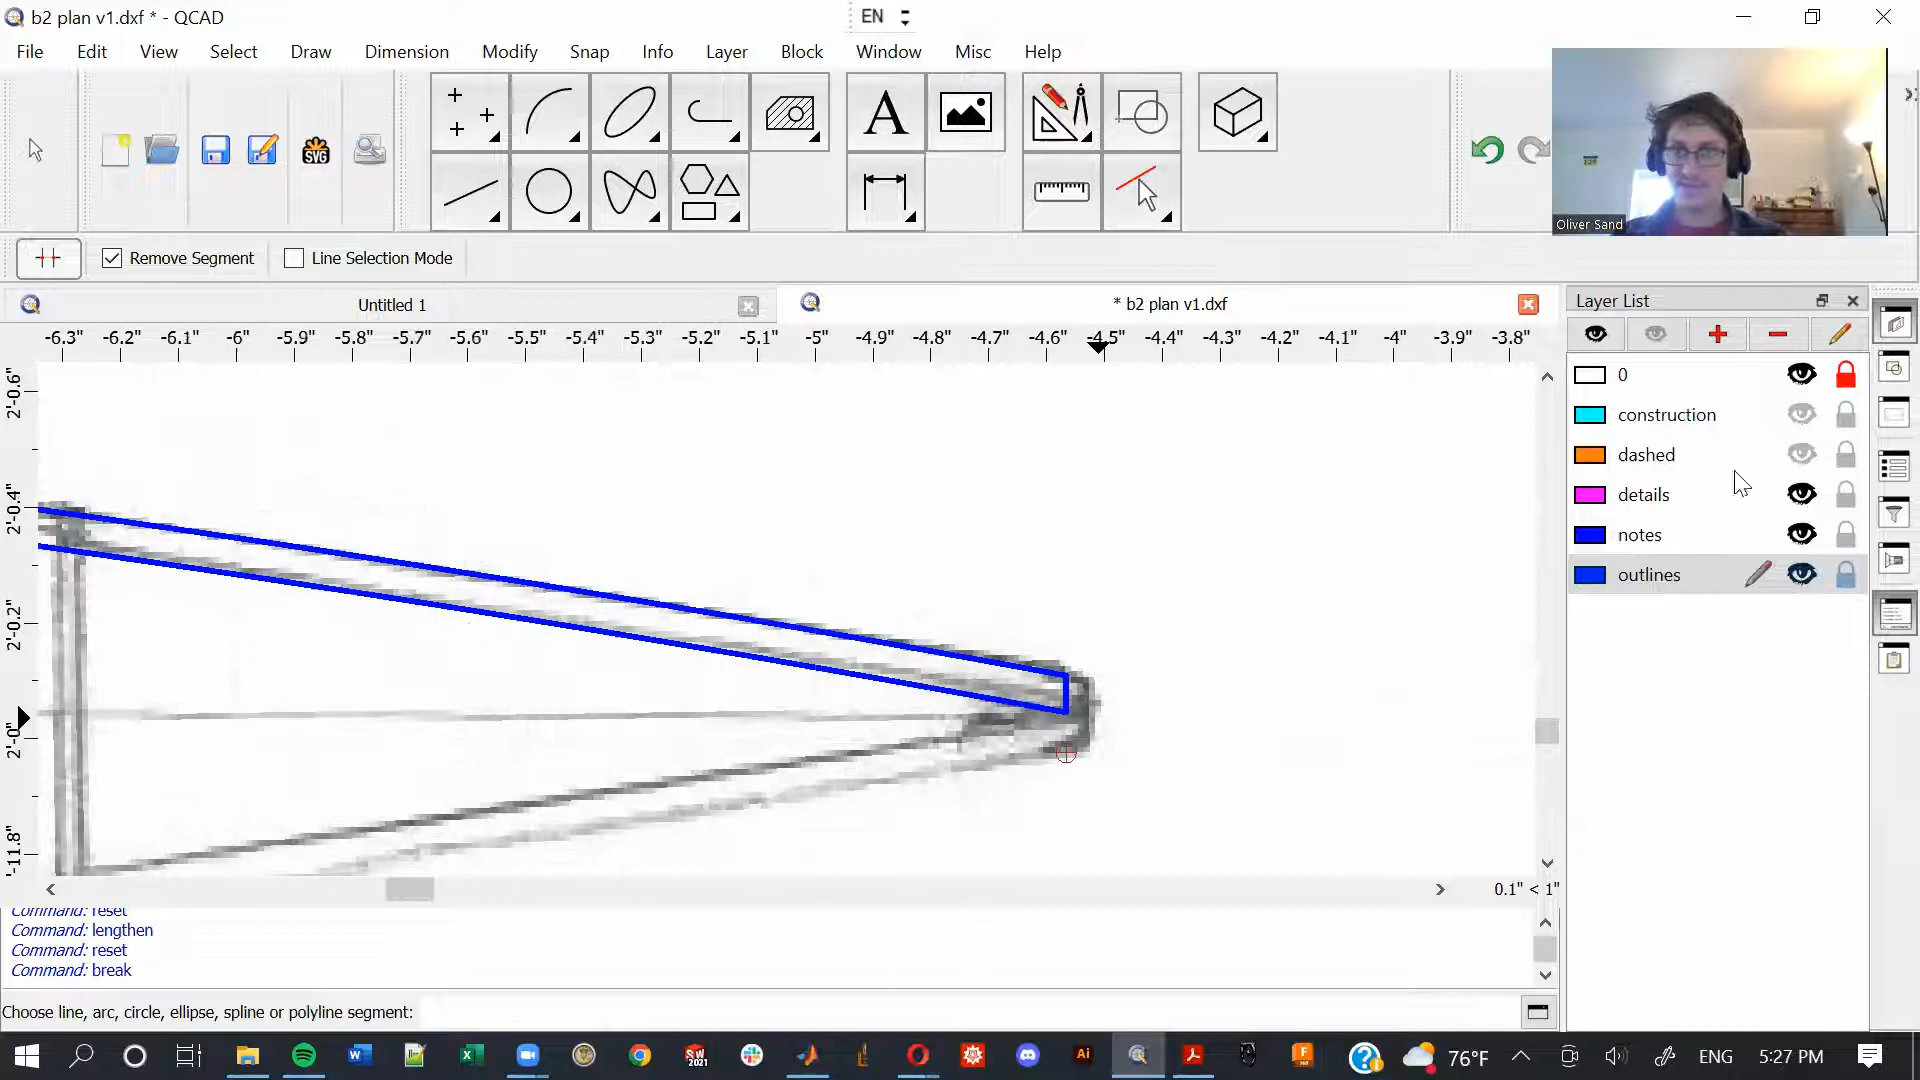 b2 plan v1.dxf * - QCAD
EN
File Edit View Select Draw Dimension Modify Snap Info Layer Block Window Misc Help
SVG
A
Oliver Sand
Remove Segment
Line Selection Mode
Untitled 1
* b2 plan v1.dxf
-6.3" -6.2" -6.1" -6" -5.9" -5.8" -5.7" -5.6" -5.5" -5.4" -5.3" -5.2" -5.1" -5" -4.9" -4.8" -4.7" -4.6" -4.5" -4.4" -4.3" -4.2" -4.1" -4" -3.9" -3.8"
2'-0.6"
2'-0.4"
2'-0.2"
2'-0"
'-11.8"
Layer List
0
construction
dashed
details
notes
outlines
0.1" < 1"
Command: reset
Command: lengthen
Command: reset
Command: break
Choose line, arc, circle, ellipse, spline or polyline segment:
SW
2021
Ai
76°F
ENG
5:27 PM